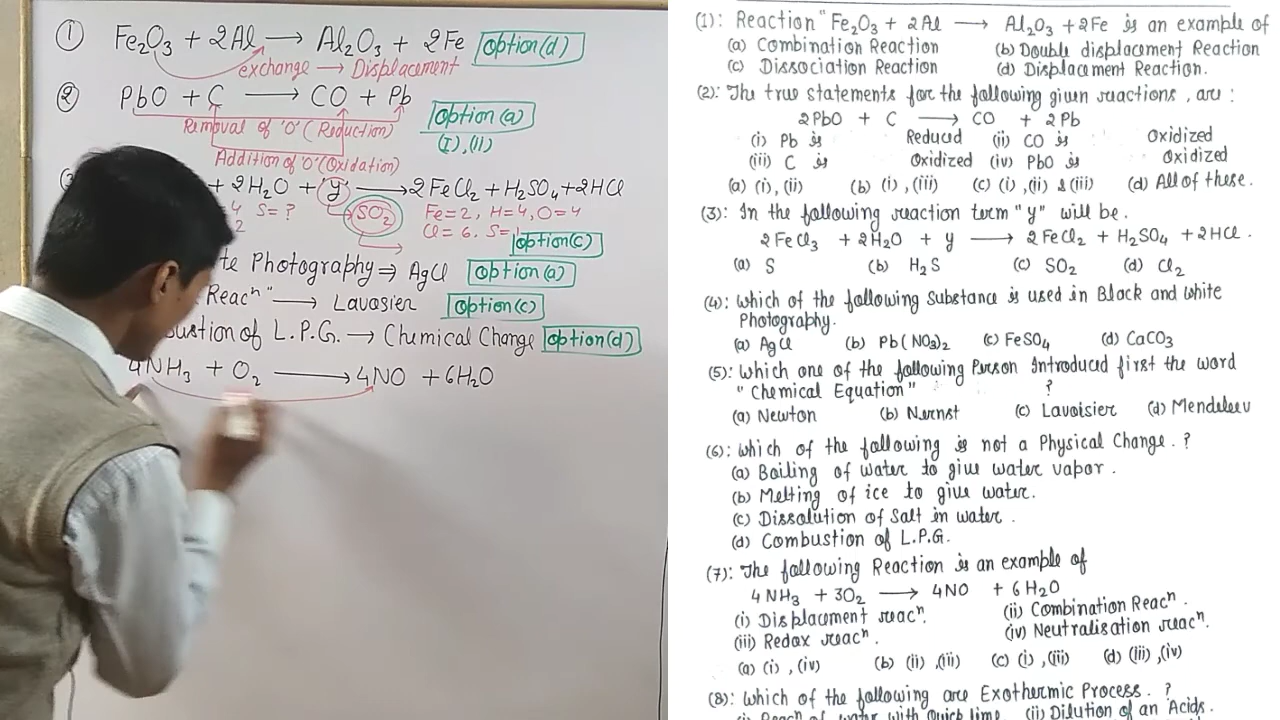 ① Fe₂O₃ + 2Al → Al₂O₃ + 2Fe option(d)
exchange → Displacement
② PbO + C → CO + Pb
Removal of 'O' (Reduction) option(a)
(I),(II)
Addition of 'O' (Oxidation)
+ 2H₂O + y → 2FeCl₂ + H₂SO₄ + 2HCl
4 S=? SO₂ Fe=2, H=4, O=4
2 Cl=6, S=1
option(c)
te Photography ⇒ AgCl option(a)
Reacⁿ" → Lavosier option(c)
bustion of L.P.G. → Chemical Change option(d)
4NH₃ + O₂ → 4NO + 6H₂O
(1): Reaction" Fe₂O₃ + 2Al → Al₂O₃ + 2Fe is an example of
(a) Combination Reaction (b) Double displacement Reaction
(c) Dissociation Reaction (d) Displacement Reaction.
(2): The true statements for the following given reactions, are:
2PbO + C → CO + 2Pb
(i) Pb is Reduced (ii) CO is Oxidized
(iii) C is Oxidized (iv) PbO is Oxidized
(a) (i), (ii) (b) (i), (iii) (c) (i), (ii) & (iii) (d) All of these.
(3): In the following reaction term "y" will be.
2FeCl₃ + 2H₂O + y → 2FeCl₂ + H₂SO₄ + 2HCl.
(a) S (b) H₂S (c) SO₂ (d) Cl₂
(4): Which of the following Substance is used in Black and White
Photography.
(a) AgCl (b) Pb(NO₃)₂ (c) FeSO₄ (d) CaCO₃
(5): Which one of the following Person Introduced first the word
"Chemical Equation" ?
(a) Newton (b) Nernst (c) Lavoisier (d) Mendeleev
(6): Which of the following is not a Physical Change.?
(a) Boiling of water to give water vapor.
(b) Melting of ice to give water.
(c) Dissolution of Salt in water.
(d) Combustion of L.P.G.
(7): The following Reaction is an example of
4NH₃ + 3O₂ → 4NO + 6H₂O
(i) Displacement reacⁿ. (ii) Combination Reacⁿ.
(iii) Redox reacⁿ. (iv) Neutralisation reacⁿ.
(a) (i), (iv) (b) (ii), (iii) (c) (i), (iii) (d) (iii), (iv)
(8): Which of the following are Exothermic Process.?
(i) Reacⁿ of water with Quick lime. (ii) Dilution of an Acids.